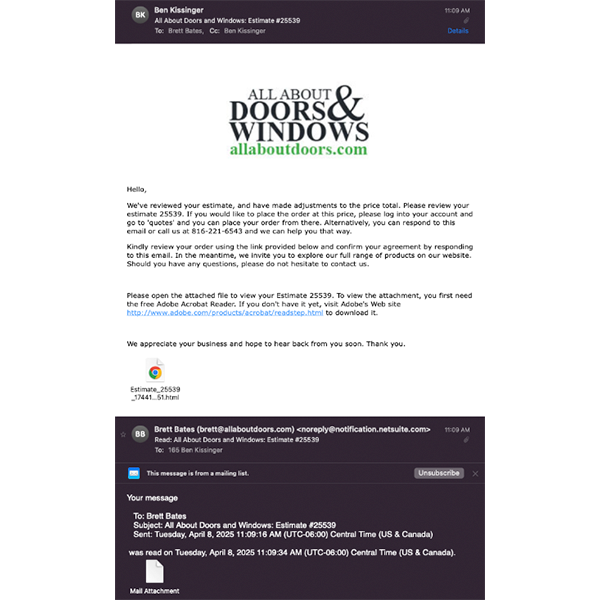 BK
Ben Kissinger
11:09 AM
All About Doors and Windows: Estimate #25539
To: Brett Bates, Cc: Ben Kissinger
Details
ALL ABOUT
DOORS&
WINDOWS
allaboutdoors.com
Hello,
We've reviewed your estimate, and have made adjustments to the price total. Please review your
estimate 25539. If you would like to place the order at this price, please log into your account and
go to 'quotes' and you can place your order from there. Alternatively, you can respond to this
email or call us at 816-221-6543 and we can help you that way.
Kindly review your order using the link provided below and confirm your agreement by responding
to this email. In the meantime, we invite you to explore our full range of products on our website.
Should you have any questions, please do not hesitate to contact us.
Please open the attached file to view your Estimate 25539. To view the attachment, you first need
the free Adobe Acrobat Reader. If you don't have it yet, visit Adobe's Web site
http://www.adobe.com/products/acrobat/readstep.html to download it.
We appreciate your business and hope to hear back from you soon. Thank you.
Estimate_25539
_17441...51.html
BB
Brett Bates (brett@allaboutdoors.com) <noreply@notification.netsuite.com>
11:09 AM
Read: All About Doors and Windows: Estimate #25539
To: 165 Ben Kissinger
This message is from a mailing list.
Unsubscribe
Your message
To: Brett Bates
Subject: All About Doors and Windows: Estimate #25539
Sent: Tuesday, April 8, 2025 11:09:16 AM (UTC-06:00) Central Time (US & Canada)
was read on Tuesday, April 8, 2025 11:09:34 AM (UTC-06:00) Central Time (US & Canada).
Mail Attachment